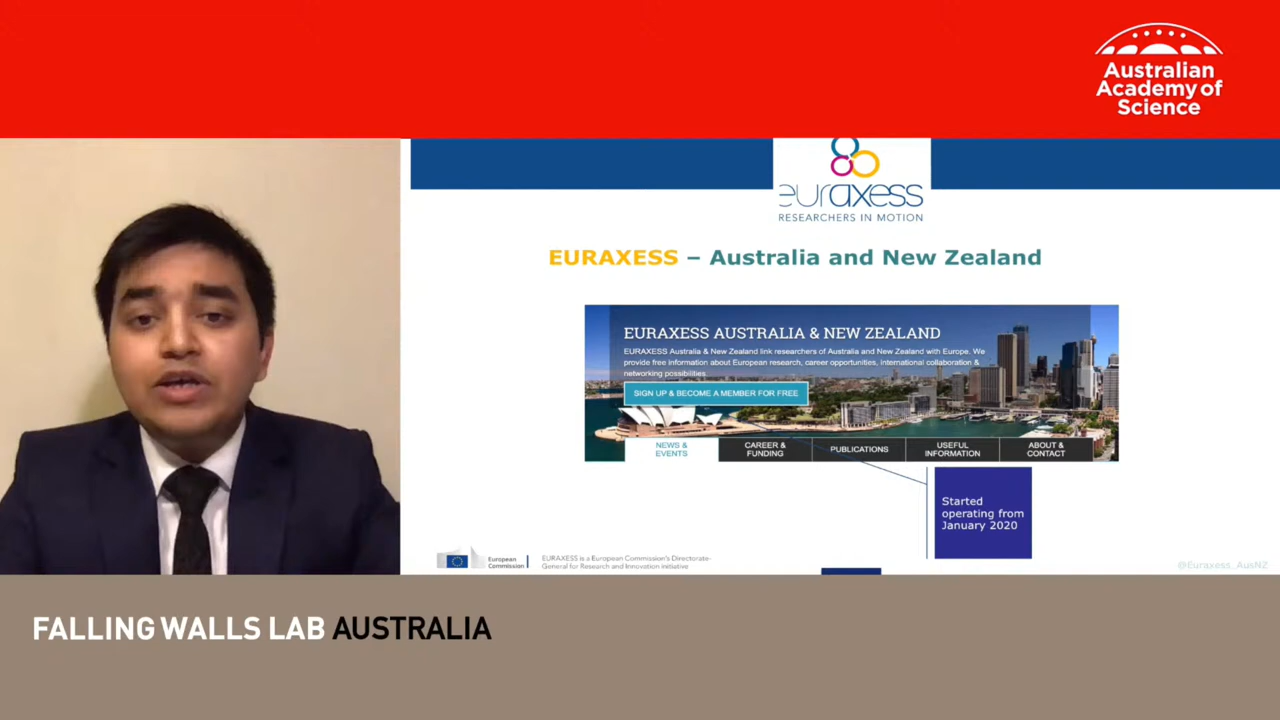 Australian
Academy of
Science
euraxess
RESEARCHERS IN MOTION
EURAXESS – Australia and New Zealand
EURAXESS AUSTRALIA & NEW ZEALAND
EURAXESS Australia & New Zealand link researchers of Australia and New Zealand with Europe. We
provide free information about European research, career opportunities, international collaboration &
networking possibilities.
SIGN UP & BECOME A MEMBER FOR FREE
NEWS &
EVENTS
CAREER &
FUNDING
PUBLICATIONS
USEFUL
INFORMATION
ABOUT &
CONTACT
Started
operating from
January 2020
European
Commission
EURAXESS is a European Commission's Directorate-
General for Research and Innovation initiative
@Euraxess_AusNZ
FALLING WALLS LAB AUSTRALIA